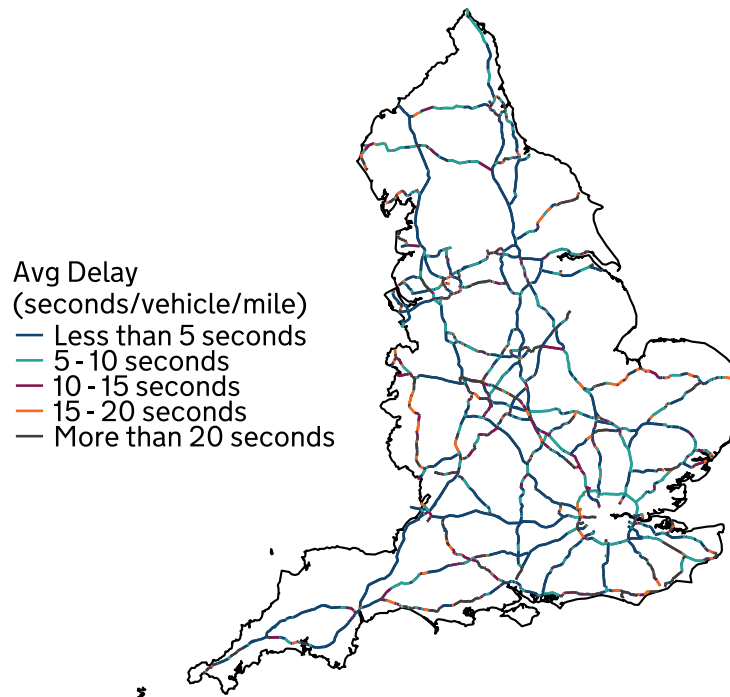 Avg Delay
(seconds/vehicle/mile)
Less than 5 seconds
5 - 10 seconds
10 - 15 seconds
15 - 20 seconds
More than 20 seconds